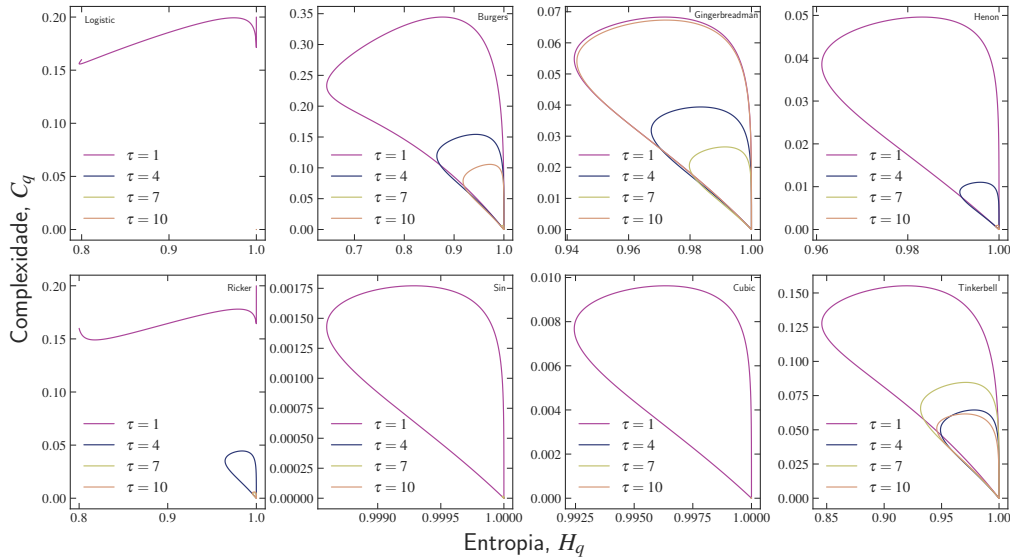 Complexidade, C_q
Logistic
0.20
0.15
0.10
0.05
0.00
τ = 1
τ = 4
τ = 7
τ = 10
0.8 0.9 1.0
Burgers
0.35
0.30
0.25
0.20
0.15
0.10
0.05
0.00
τ = 1
τ = 4
τ = 7
τ = 10
0.7 0.8 0.9 1.0
Gingerbreadman
0.07
0.06
0.05
0.04
0.03
0.02
0.01
0.00
τ = 1
τ = 4
τ = 7
τ = 10
0.94 0.96 0.98 1.00
Henon
0.05
0.04
0.03
0.02
0.01
0.00
τ = 1
τ = 4
τ = 7
τ = 10
0.96 0.98 1.00
Ricker
0.20
0.15
0.10
0.05
0.00
τ = 1
τ = 4
τ = 7
τ = 10
0.8 0.9 1.0
Sin
0.00175
0.00150
0.00125
0.00100
0.00075
0.00050
0.00025
0.00000
τ = 1
τ = 4
τ = 7
τ = 10
0.9990 0.9995 1.0000
Cubic
0.010
0.008
0.006
0.004
0.002
0.000
τ = 1
τ = 4
τ = 7
τ = 10
0.9925 0.9950 0.9975 1.0000
Tinkerbell
0.150
0.125
0.100
0.075
0.050
0.025
0.000
τ = 1
τ = 4
τ = 7
τ = 10
0.85 0.90 0.95 1.00
Entropia, H_q